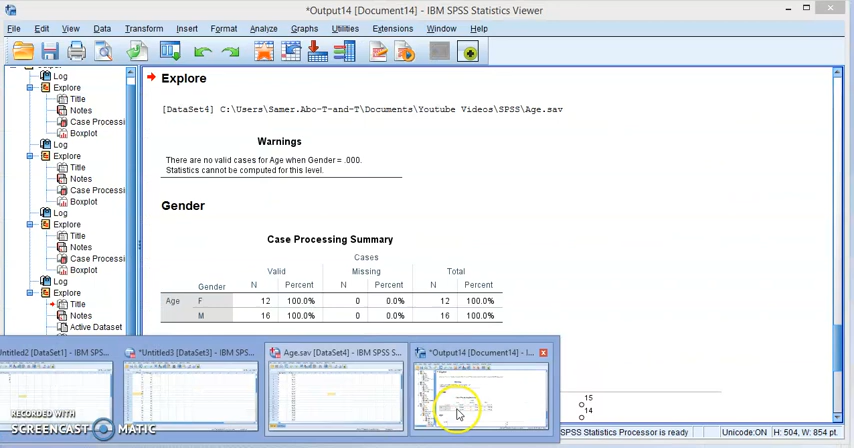 *Output14 [Document14] - IBM SPSS Statistics Viewer
File Edit View Data Transform Insert Format Analyze Graphs Utilities Extensions Window Help
Log
Explore
Title
Notes
Case Processi
Boxplot
Log
Explore
Title
Notes
Case Processi
Boxplot
Log
Explore
Title
Notes
Case Processi
Boxplot
Log
Explore
Title
Notes
Active Dataset
Explore
[DataSet4] C:\Users\Samer.Abo-T-and-T\Documents\Youtube Videos\SPSS\Age.sav
Warnings
There are no valid cases for Age when Gender = .000.
Statistics cannot be computed for this level.
Gender
Case Processing Summary
Cases
Valid Missing Total
Gender N Percent N Percent N Percent
Age F 12 100.0% 0 0.0% 12 100.0%
M 16 100.0% 0 0.0% 16 100.0%
ntitled2 [DataSet1] - IBM SPS... *Untitled3 [DataSet3] - IBM SPS... Age.sav [DataSet4] - IBM SPSS S... *Output14 [Document14] - I...
15
14
RECORDED WITH
SCREENCAST MATIC
SPSS Statistics Processor is ready Unicode:ON H: 504, W: 854 pt.